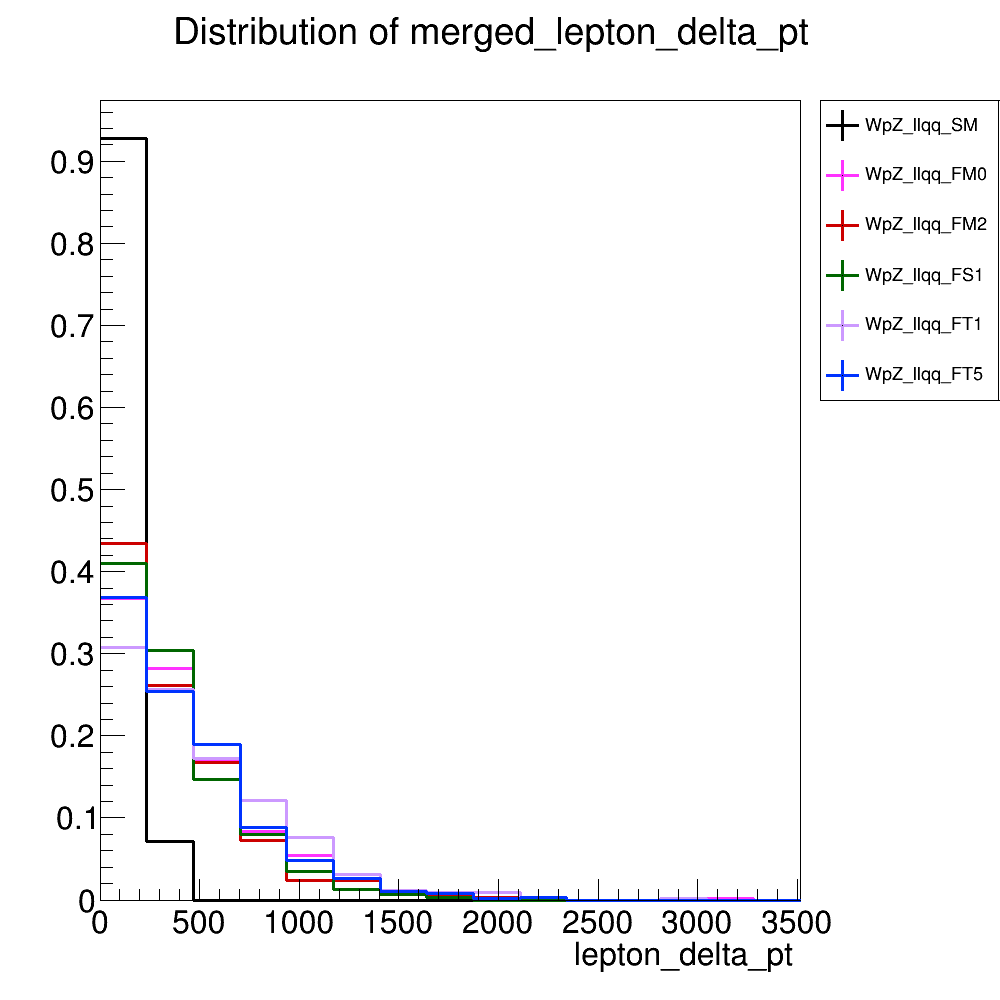 Distribution of merged_lepton_delta_pt
WpZ_llqq_SM
WpZ_llqq_FM0
WpZ_llqq_FM2
WpZ_llqq_FS1
WpZ_llqq_FT1
WpZ_llqq_FT5
0.9
0.8
0.7
0.6
0.5
0.4
0.3
0.2
0.1
0
0 500 1000 1500 2000 2500 3000 3500
lepton_delta_pt